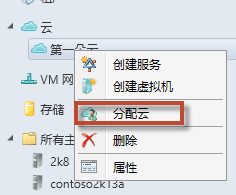 云
第一朵云
创建服务
VM 网
创建虚拟机
存储
分配云
所有主
删除
2k8
属性
contoso2k13a